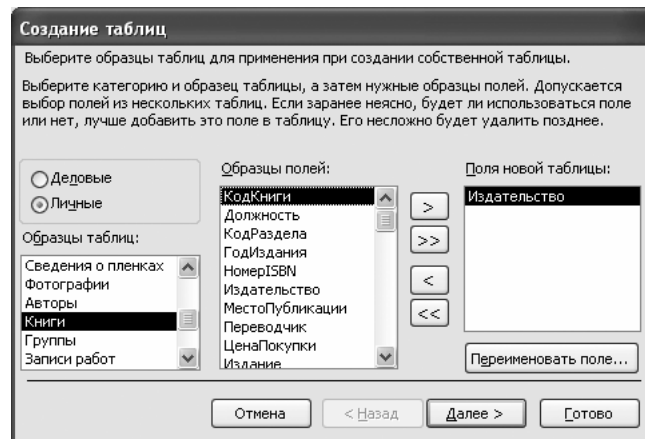 Создание таблиц
Выберите образцы таблиц для применения при создании собственной таблицы.
Выберите категорию и образец таблицы, а затем нужные образцы полей. Допускается
выбор полей из нескольких таблиц. Если заранее неясно, будет ли использоваться поле
или нет, лучше добавить это поле в таблицу. Его несложно будет удалить позднее.
Деловые
Личные
Образцы таблиц:
Сведения о пленках
Фотографии
Авторы
Книги
Группы
Записи работ
Образцы полей:
КодКниги
Должность
КодРаздела
ГодИздания
НомерISBN
Издательство
МестоПубликации
Переводчик
ЦенаПокупки
Издание
>
>>
<
<<
Поля новой таблицы:
Издательство
Переименовать поле...
Отмена
< Назад
Далее >
Готово